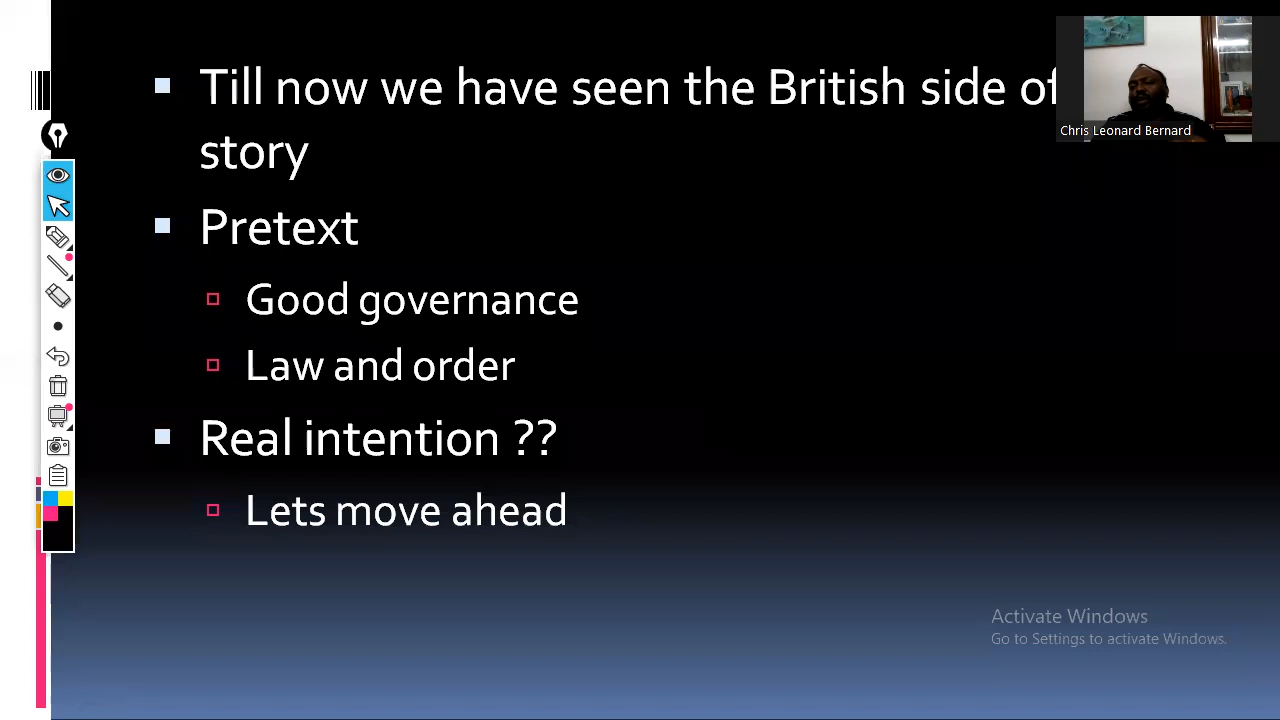 Till now we have seen the British side of
story
Pretext
Good governance
Law and order
Real intention ??
Lets move ahead
Chris Leonard Bernard
Activate Windows
Go to Settings to activate Windows.